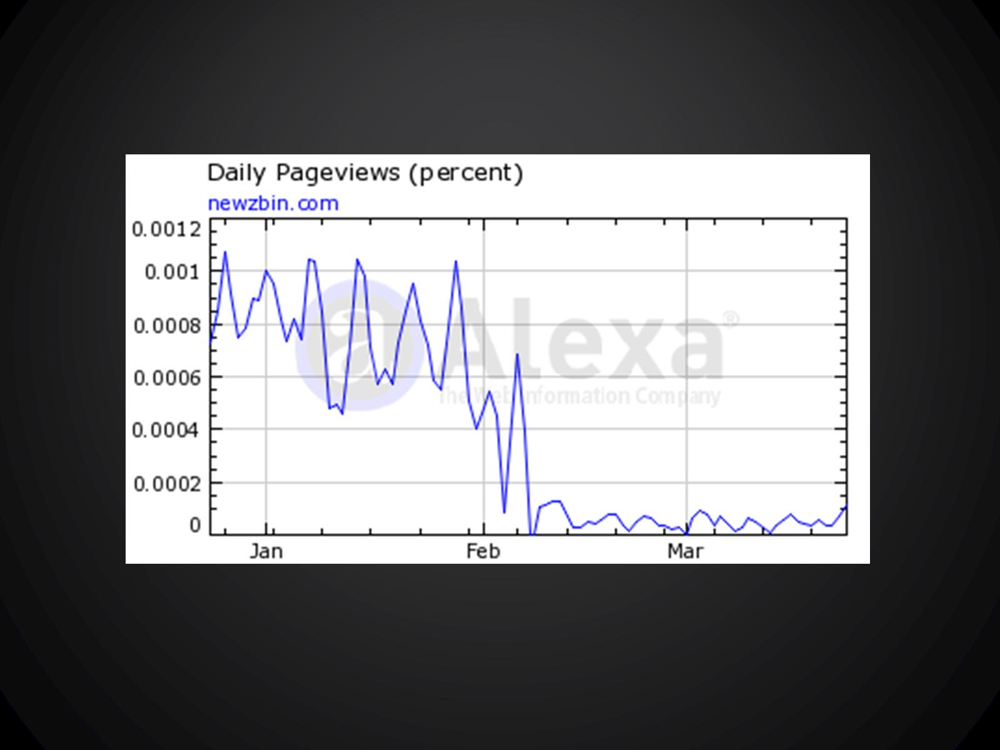 Daily Pageviews (percent)
newzbin.com
0.0012
0.001
0.0008
0.0006
0.0004
0.0002
0
Jan Feb Mar
a Alexa®
The Web Information Company